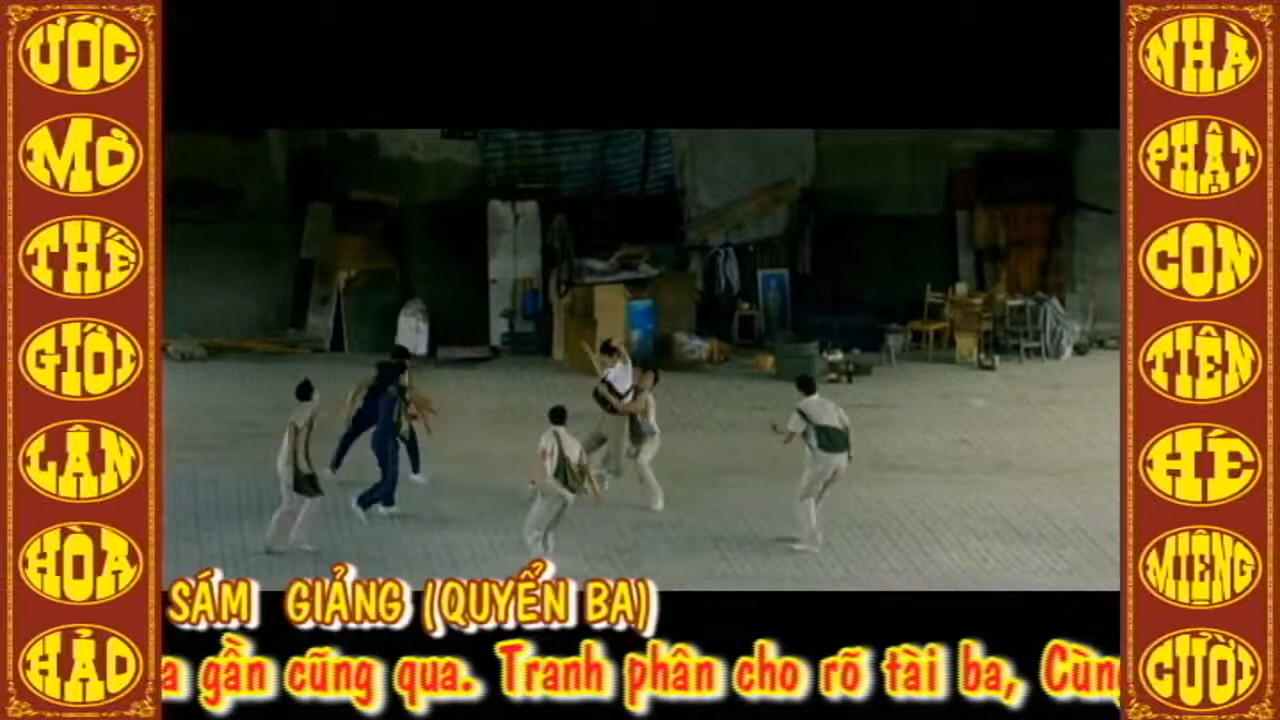 ƯỚC
MƠ
THẾ
GIỚI
LÂN
HÒA
HẢO
NHÀ
PHẬT
CON
TIÊN
HÉ
MIỆNG
CƯỜI
SÁM GIẢNG (QUYỂN BA)
a gần cũng qua. Tranh phân cho rõ tài ba, Cùng